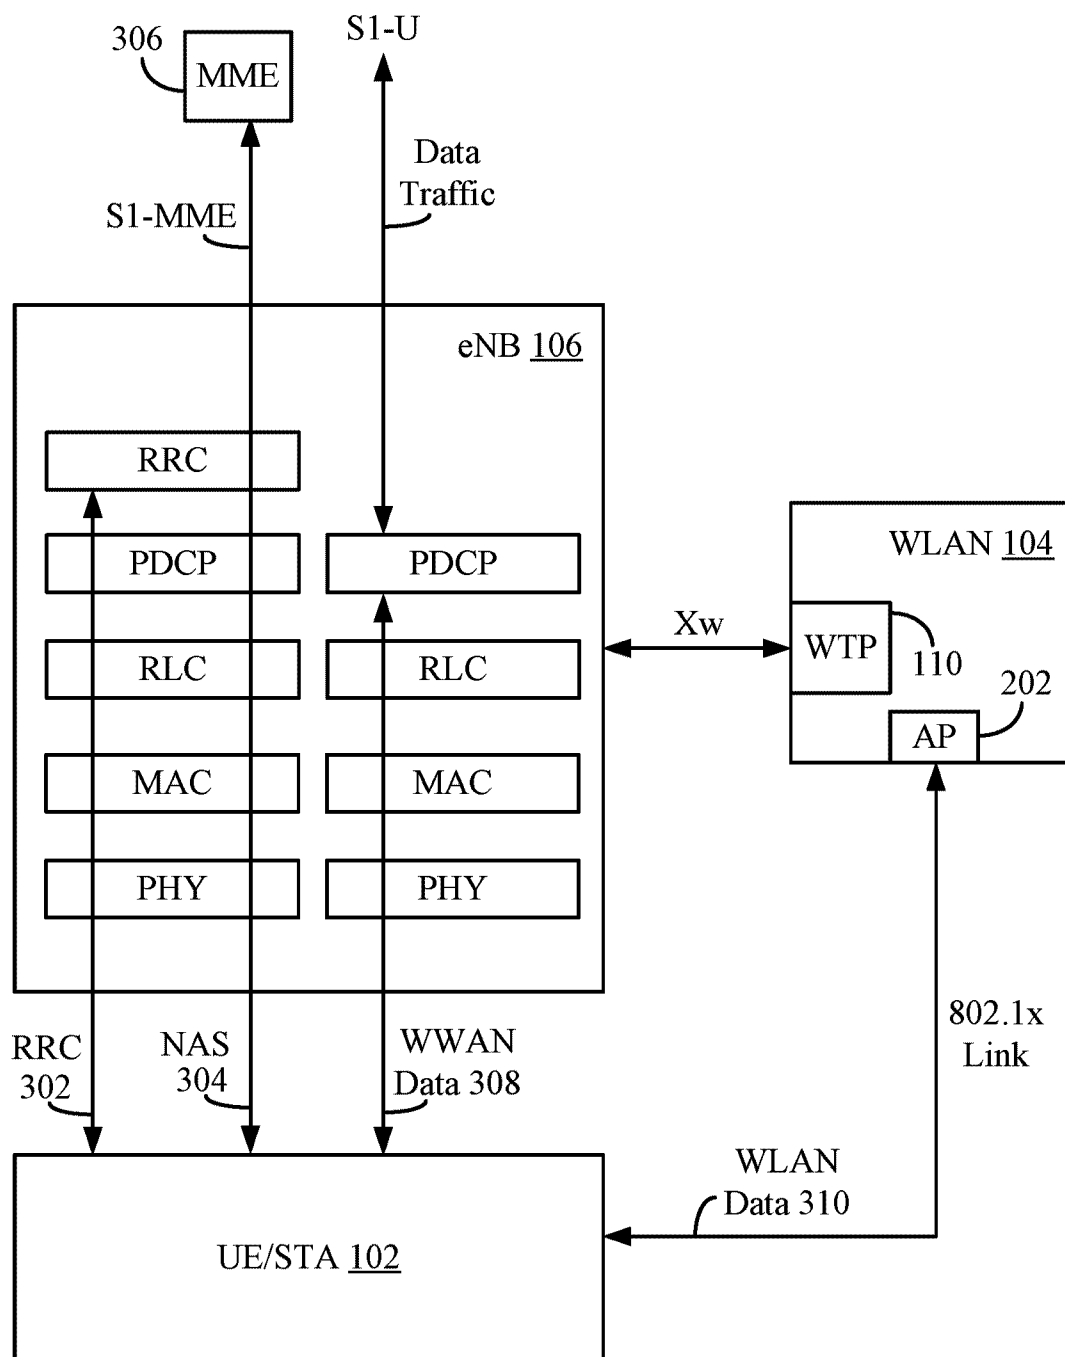 306
MME
S1-U
Data
Traffic
S1-MME
eNB 106
RRC
PDCP
PDCP
RLC
RLC
MAC
MAC
PHY
PHY
Xw
WLAN 104
WTP
110
202
AP
RRC
302
NAS
304
WWAN
Data 308
802.1x
Link
WLAN
Data 310
UE/STA 102